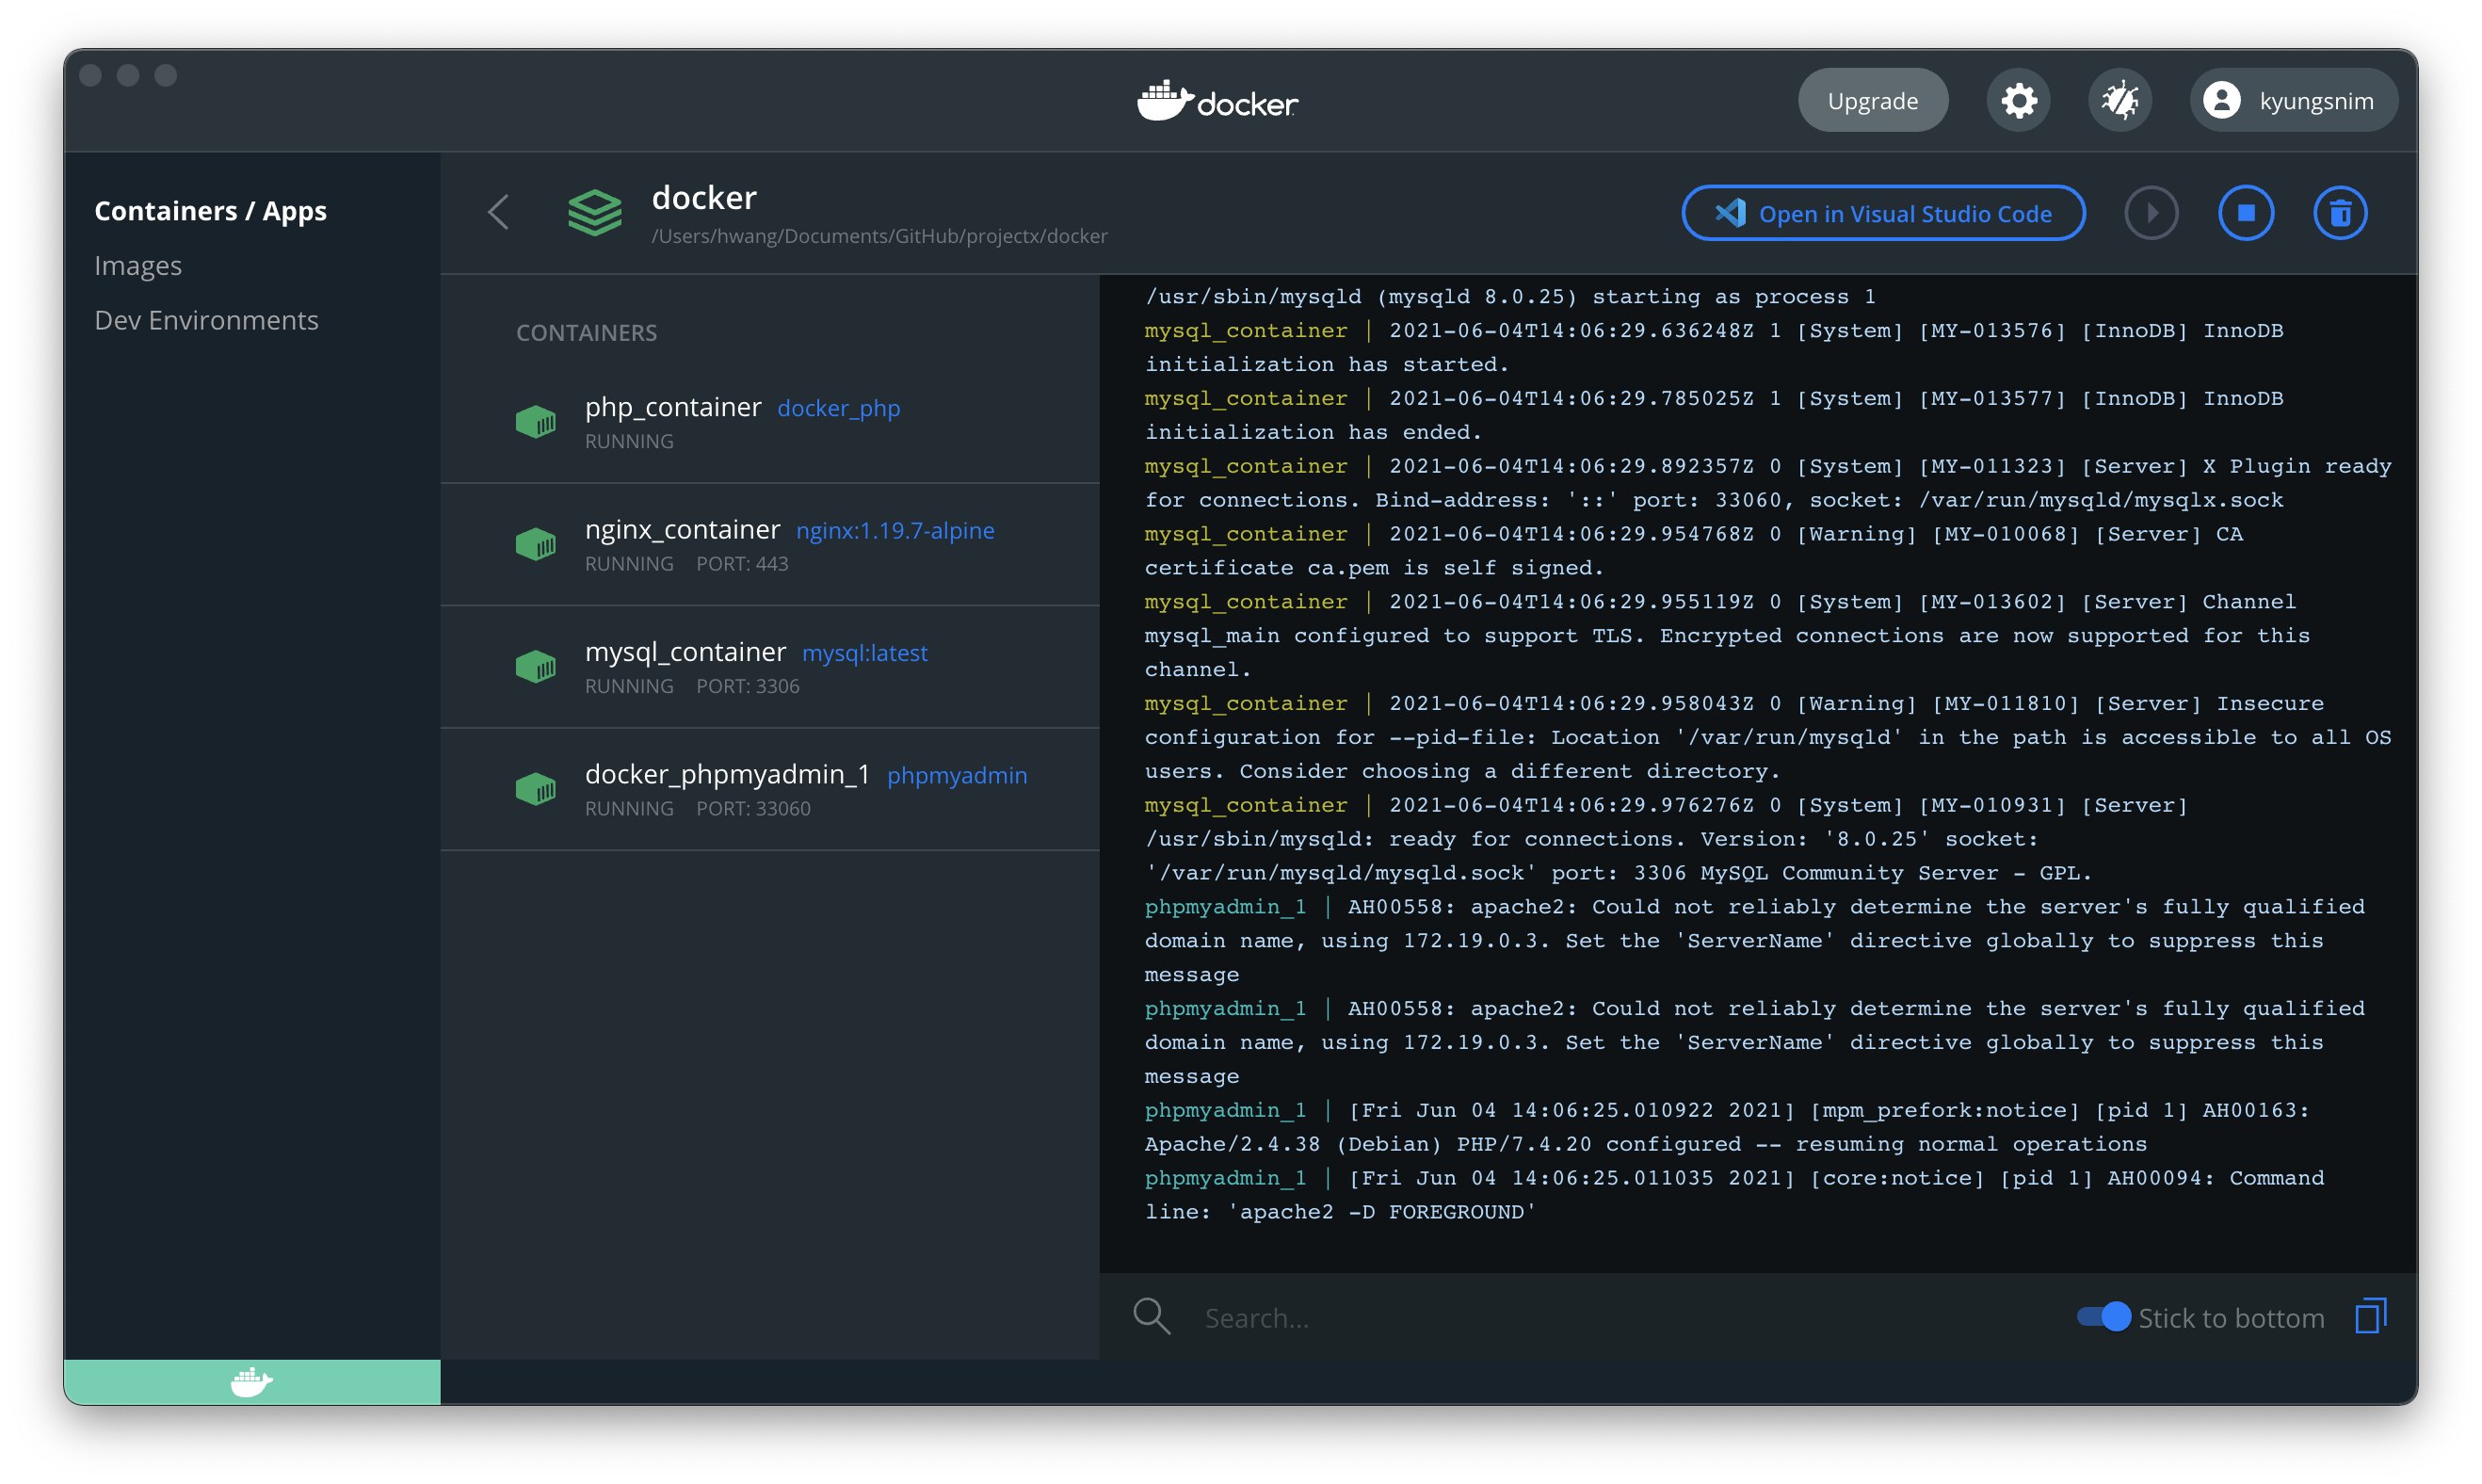 docker
Upgrade
kyungsnim
Containers / Apps
Images
Dev Environments
docker
/Users/hwang/Documents/GitHub/projectx/docker
Open in Visual Studio Code
CONTAINERS
php_container docker_php
RUNNING
nginx_container nginx:1.19.7-alpine
RUNNING PORT: 443
mysql_container mysql:latest
RUNNING PORT: 3306
docker_phpmyadmin_1 phpmyadmin
RUNNING PORT: 33060
/usr/sbin/mysqld (mysqld 8.0.25) starting as process 1
mysql_container | 2021-06-04T14:06:29.636248Z 1 [System] [MY-013576] [InnoDB] InnoDB
initialization has started.
mysql_container | 2021-06-04T14:06:29.785025Z 1 [System] [MY-013577] [InnoDB] InnoDB
initialization has ended.
mysql_container | 2021-06-04T14:06:29.892357Z 0 [System] [MY-011323] [Server] X Plugin ready
for connections. Bind-address: '::' port: 33060, socket: /var/run/mysqld/mysqlx.sock
mysql_container | 2021-06-04T14:06:29.954768Z 0 [Warning] [MY-010068] [Server] CA
certificate ca.pem is self signed.
mysql_container | 2021-06-04T14:06:29.955119Z 0 [System] [MY-013602] [Server] Channel
mysql_main configured to support TLS. Encrypted connections are now supported for this
channel.
mysql_container | 2021-06-04T14:06:29.958043Z 0 [Warning] [MY-011810] [Server] Insecure
configuration for --pid-file: Location '/var/run/mysqld' in the path is accessible to all OS
users. Consider choosing a different directory.
mysql_container | 2021-06-04T14:06:29.976276Z 0 [System] [MY-010931] [Server]
/usr/sbin/mysqld: ready for connections. Version: '8.0.25' socket:
'/var/run/mysqld/mysqld.sock' port: 3306 MySQL Community Server - GPL.
phpmyadmin_1 | AH00558: apache2: Could not reliably determine the server's fully qualified
domain name, using 172.19.0.3. Set the 'ServerName' directive globally to suppress this
message
phpmyadmin_1 | AH00558: apache2: Could not reliably determine the server's fully qualified
domain name, using 172.19.0.3. Set the 'ServerName' directive globally to suppress this
message
phpmyadmin_1 | [Fri Jun 04 14:06:25.010922 2021] [mpm_prefork:notice] [pid 1] AH00163:
Apache/2.4.38 (Debian) PHP/7.4.20 configured -- resuming normal operations
phpmyadmin_1 | [Fri Jun 04 14:06:25.011035 2021] [core:notice] [pid 1] AH00094: Command
line: 'apache2 -D FOREGROUND'
Search...
Stick to bottom